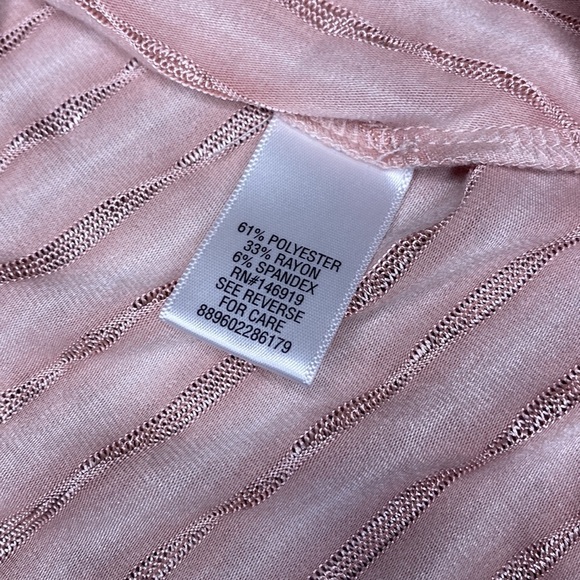 61% POLYESTER
33% RAYON
6% SPANDEX
RN#146919
SEE REVERSE
FOR CARE
889602286179